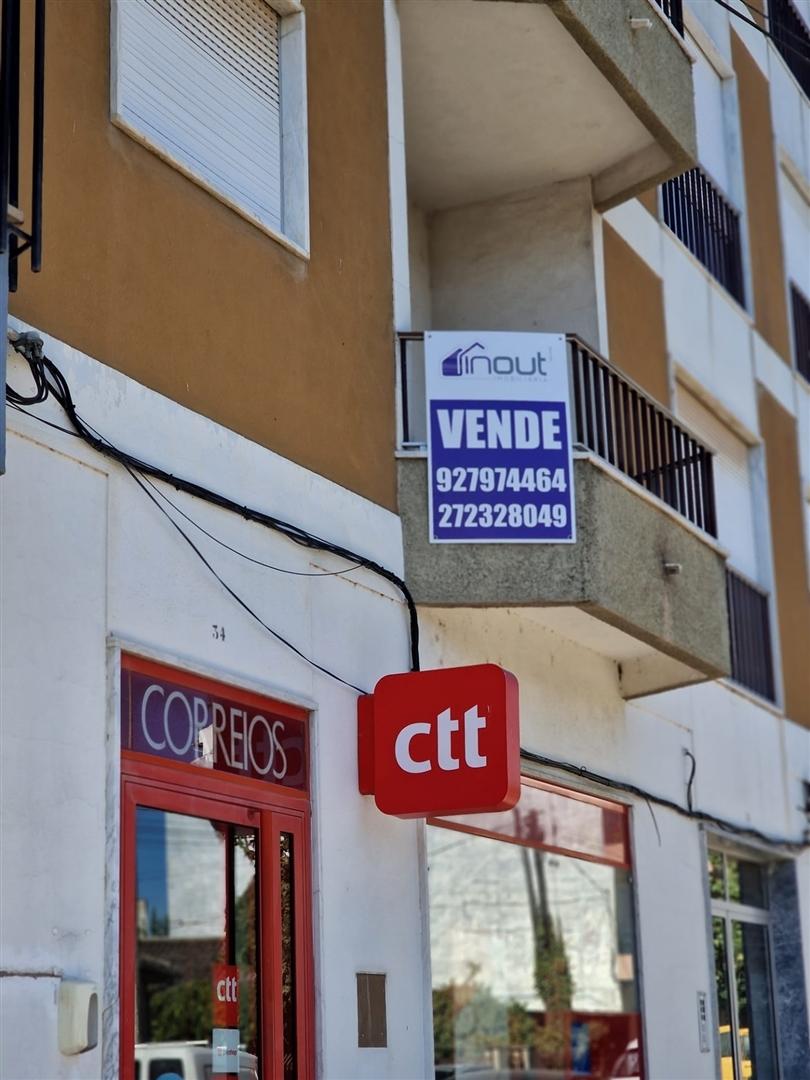 inout
IMOBILIÁRIA
VENDE
927974464
272328049
34
CORREIOS
ctt
ctt